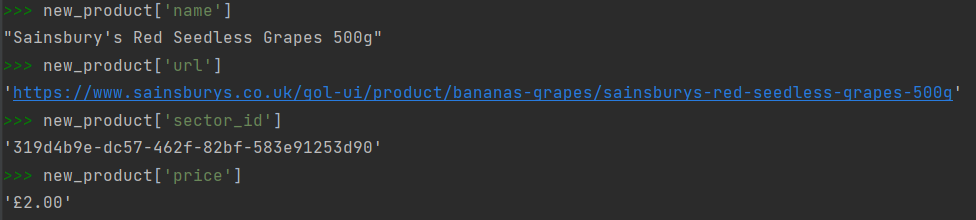 >>> new_product['name']
"Sainsbury's Red Seedless Grapes 500g"
>>> new_product['url']
'https://www.sainsburys.co.uk/gol-ui/product/bananas-grapes/sainsburys-red-seedless-grapes-500g'
>>> new_product['sector_id']
'319d4b9e-dc57-462f-82bf-583e91253d90'
>>> new_product['price']
'£2.00'